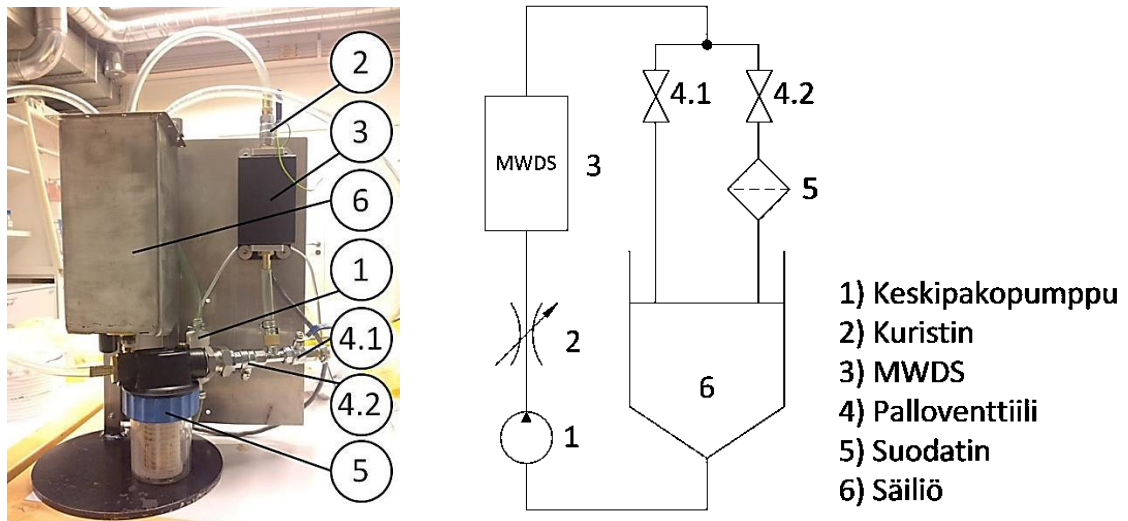 2
3
6
1
4.1
4.2
5
4.1
4.2
MWDS
3
5
2
6
1
1) Keskipakopumppu
2) Kuristin
3) MWDS
4) Palloventtiili
5) Suodatin
6) Säiliö